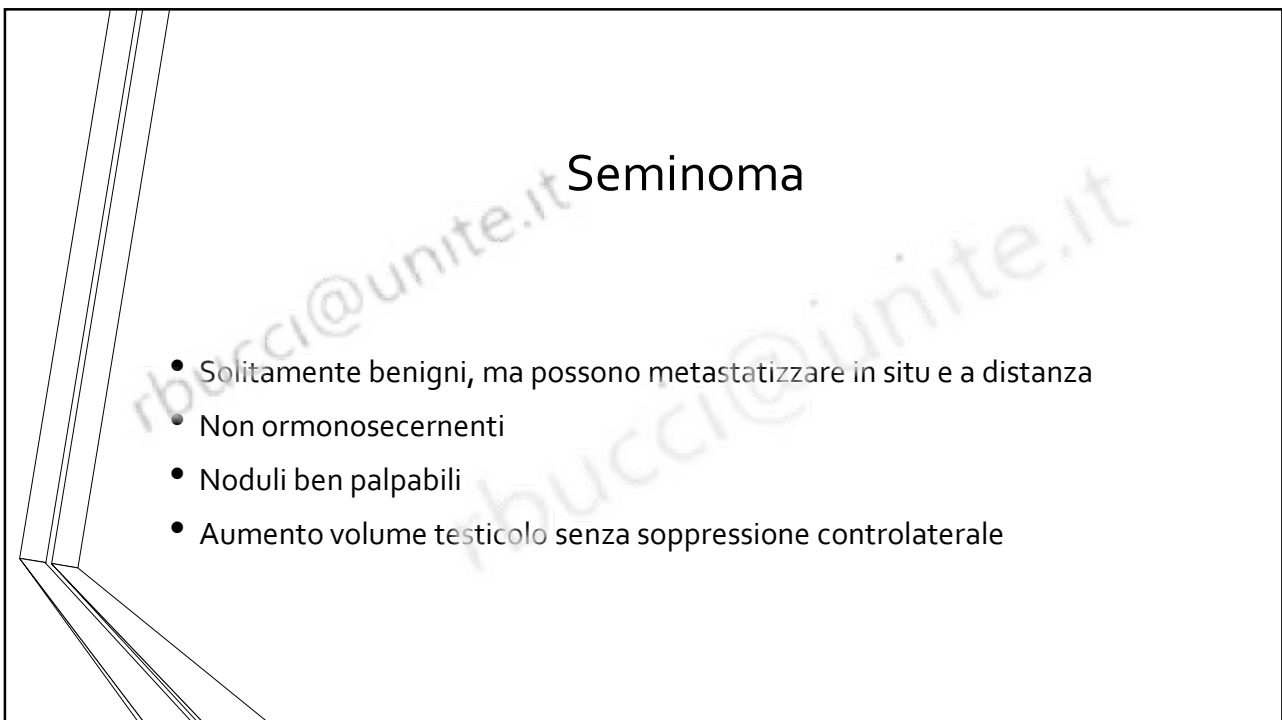 Seminoma
rbucci@unite.it
rbucci@unite.it
• Solitamente benigni, ma possono metastatizzare in situ e a distanza
• Non ormonosecernenti
• Noduli ben palpabili
• Aumento volume testicolo senza soppressione controlaterale